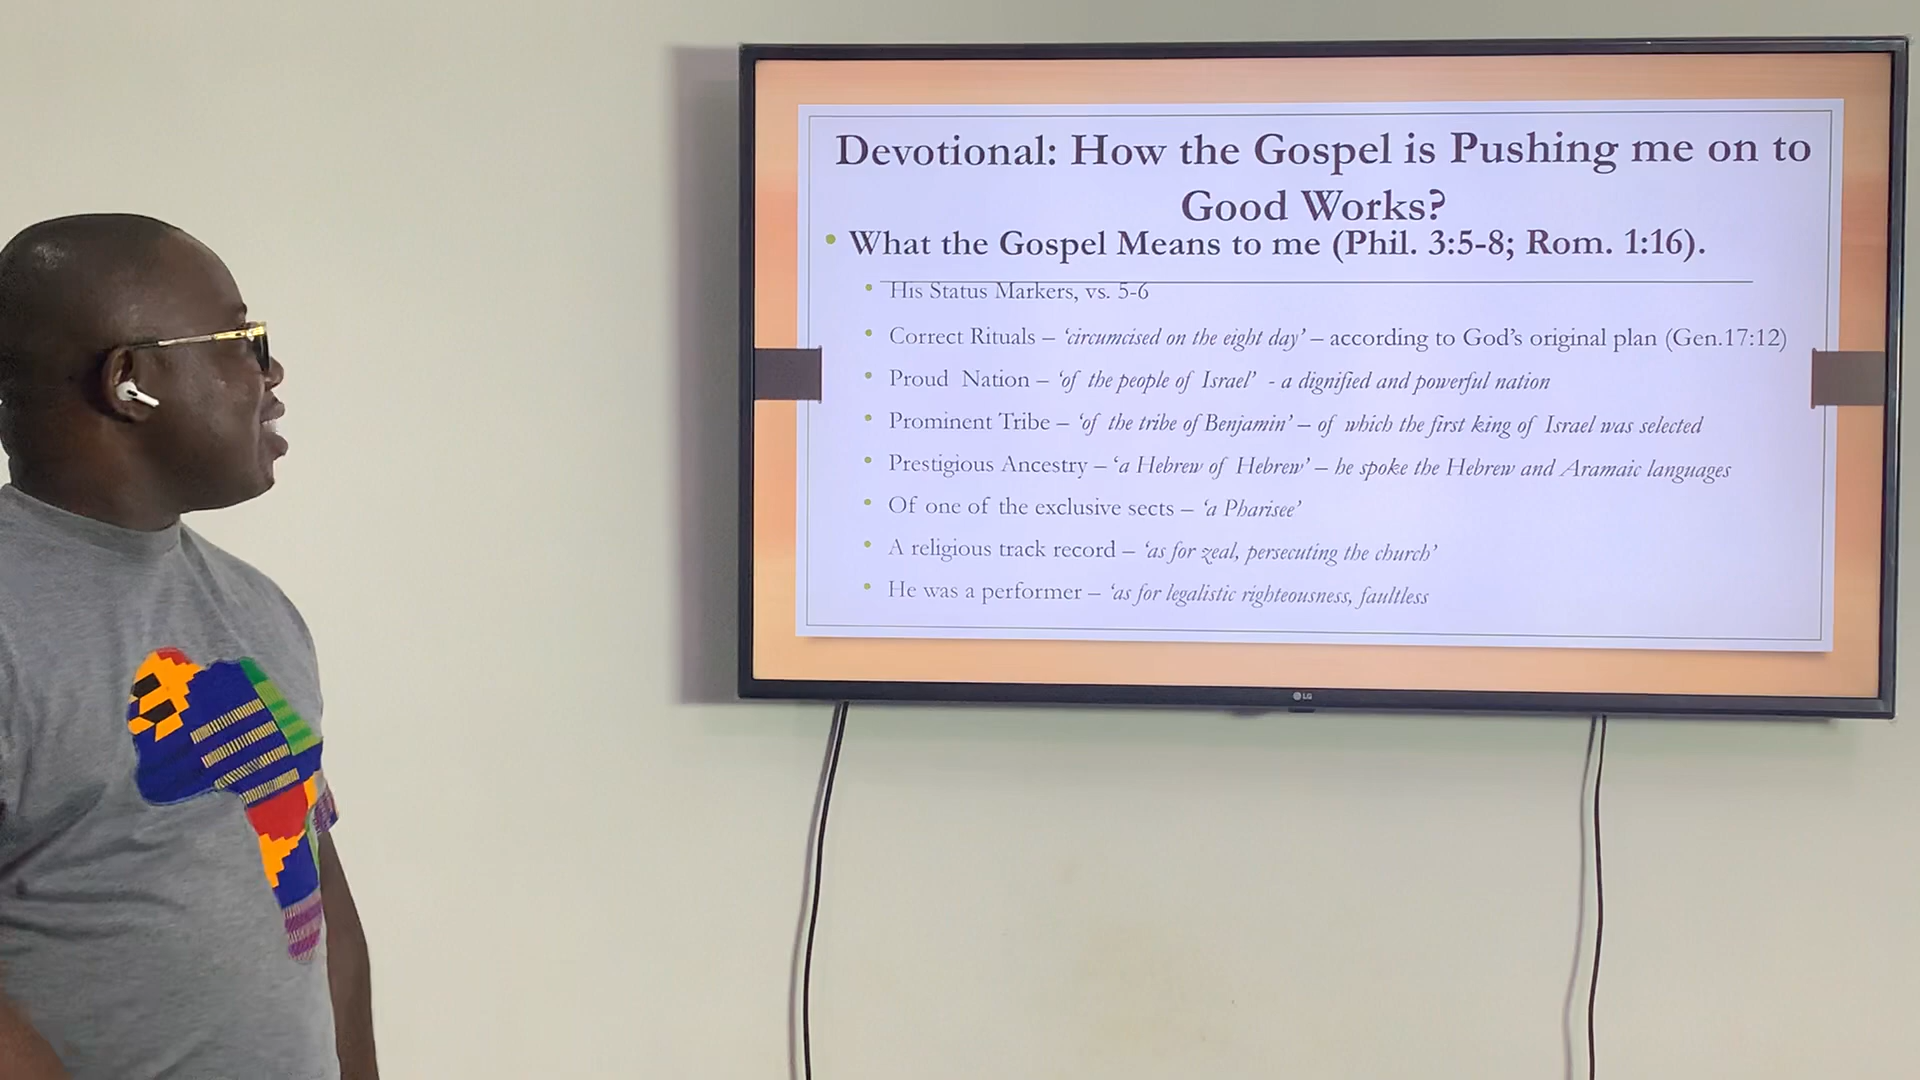 Devotional: How the Gospel is Pushing me on to
Good Works?
• What the Gospel Means to me (Phil. 3:5-8; Rom. 1:16).
• His Status Markers, vs. 5-6
• Correct Rituals – ‘circumcised on the eight day’ – according to God’s original plan (Gen.17:12)
• Proud Nation – ‘of the people of Israel’ - a dignified and powerful nation
• Prominent Tribe – ‘of the tribe of Benjamin’ – of which the first king of Israel was selected
• Prestigious Ancestry – ‘a Hebrew of Hebrew’ – he spoke the Hebrew and Aramaic languages
• Of one of the exclusive sects – ‘a Pharisee’
• A religious track record – ‘as for zeal, persecuting the church’
• He was a performer – ‘as for legalistic righteousness, faultless
LG